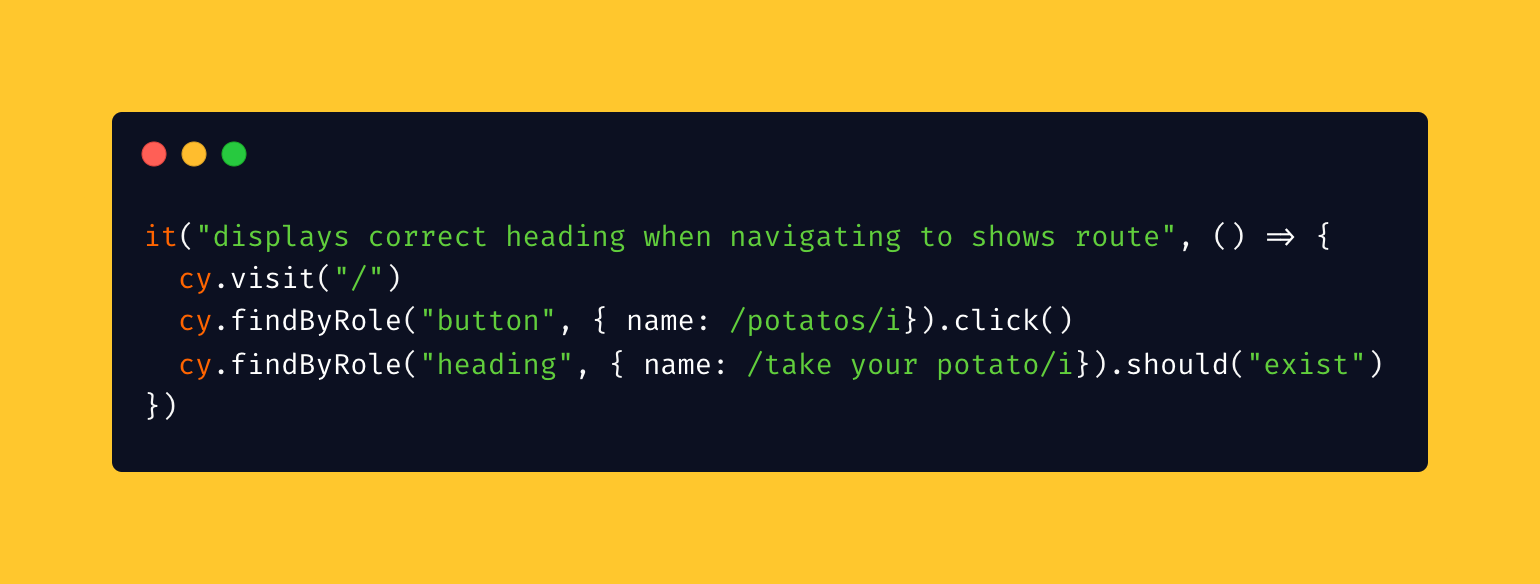 it("displays correct heading when navigating to shows route", () => {
  cy.visit("/")
  cy.findByRole("button", { name: /potatos/i}).click()
  cy.findByRole("heading", { name: /take your potato/i}).should("exist")
})